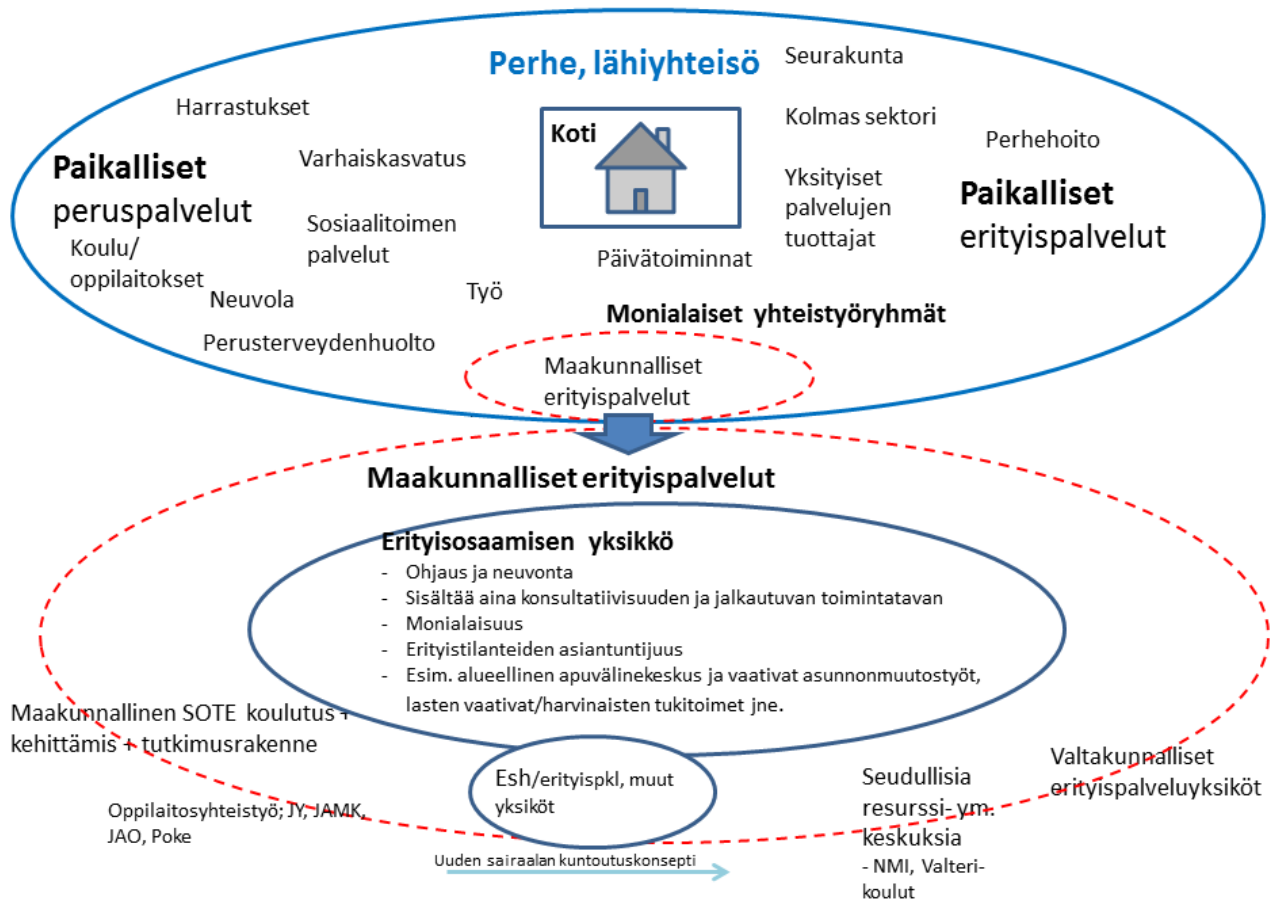 Perhe, lähiyhteisö
Seurakunta
Harrastukset
Kolmas sektori
Koti
Perhehoito
Varhaiskasvatus
Paikalliset
peruspalvelut
Yksityiset
palvelujen
tuottajat
Paikalliset
erityispalvelut
Sosiaalitoimen
palvelut
Koulu/
oppilaitokset
Päivätoiminnat
Neuvola
Työ
Monialaiset yhteistyöryhmät
Perusterveydenhuolto
Maakunnalliset
erityispalvelut
Maakunnalliset erityispalvelut
Erityisosaamisen yksikkö
- Ohjaus ja neuvonta
- Sisältää aina konsultatiivisuuden ja jalkautuvan toimintatavan
- Monialaisuus
- Erityistilanteiden asiantuntijuus
- Esim. alueellinen apuvälinekeskus ja vaativat asunnonmuutostyöt,
lasten vaativat/harvinaisten tukitoimet jne.
Maakunnallinen SOTE koulutus +
kehittämis + tutkimusrakenne
Valtakunnalliset
erityispalveluyksiköt
Esh/erityispkl, muut
yksiköt
Seudullisia
resurssi- ym.
keskuksia
- NMI, Valteri-
koulut
Oppilaitosyhteistyö; JY, JAMK,
JAO, Poke
Uuden sairaalan kuntoutuskonsepti